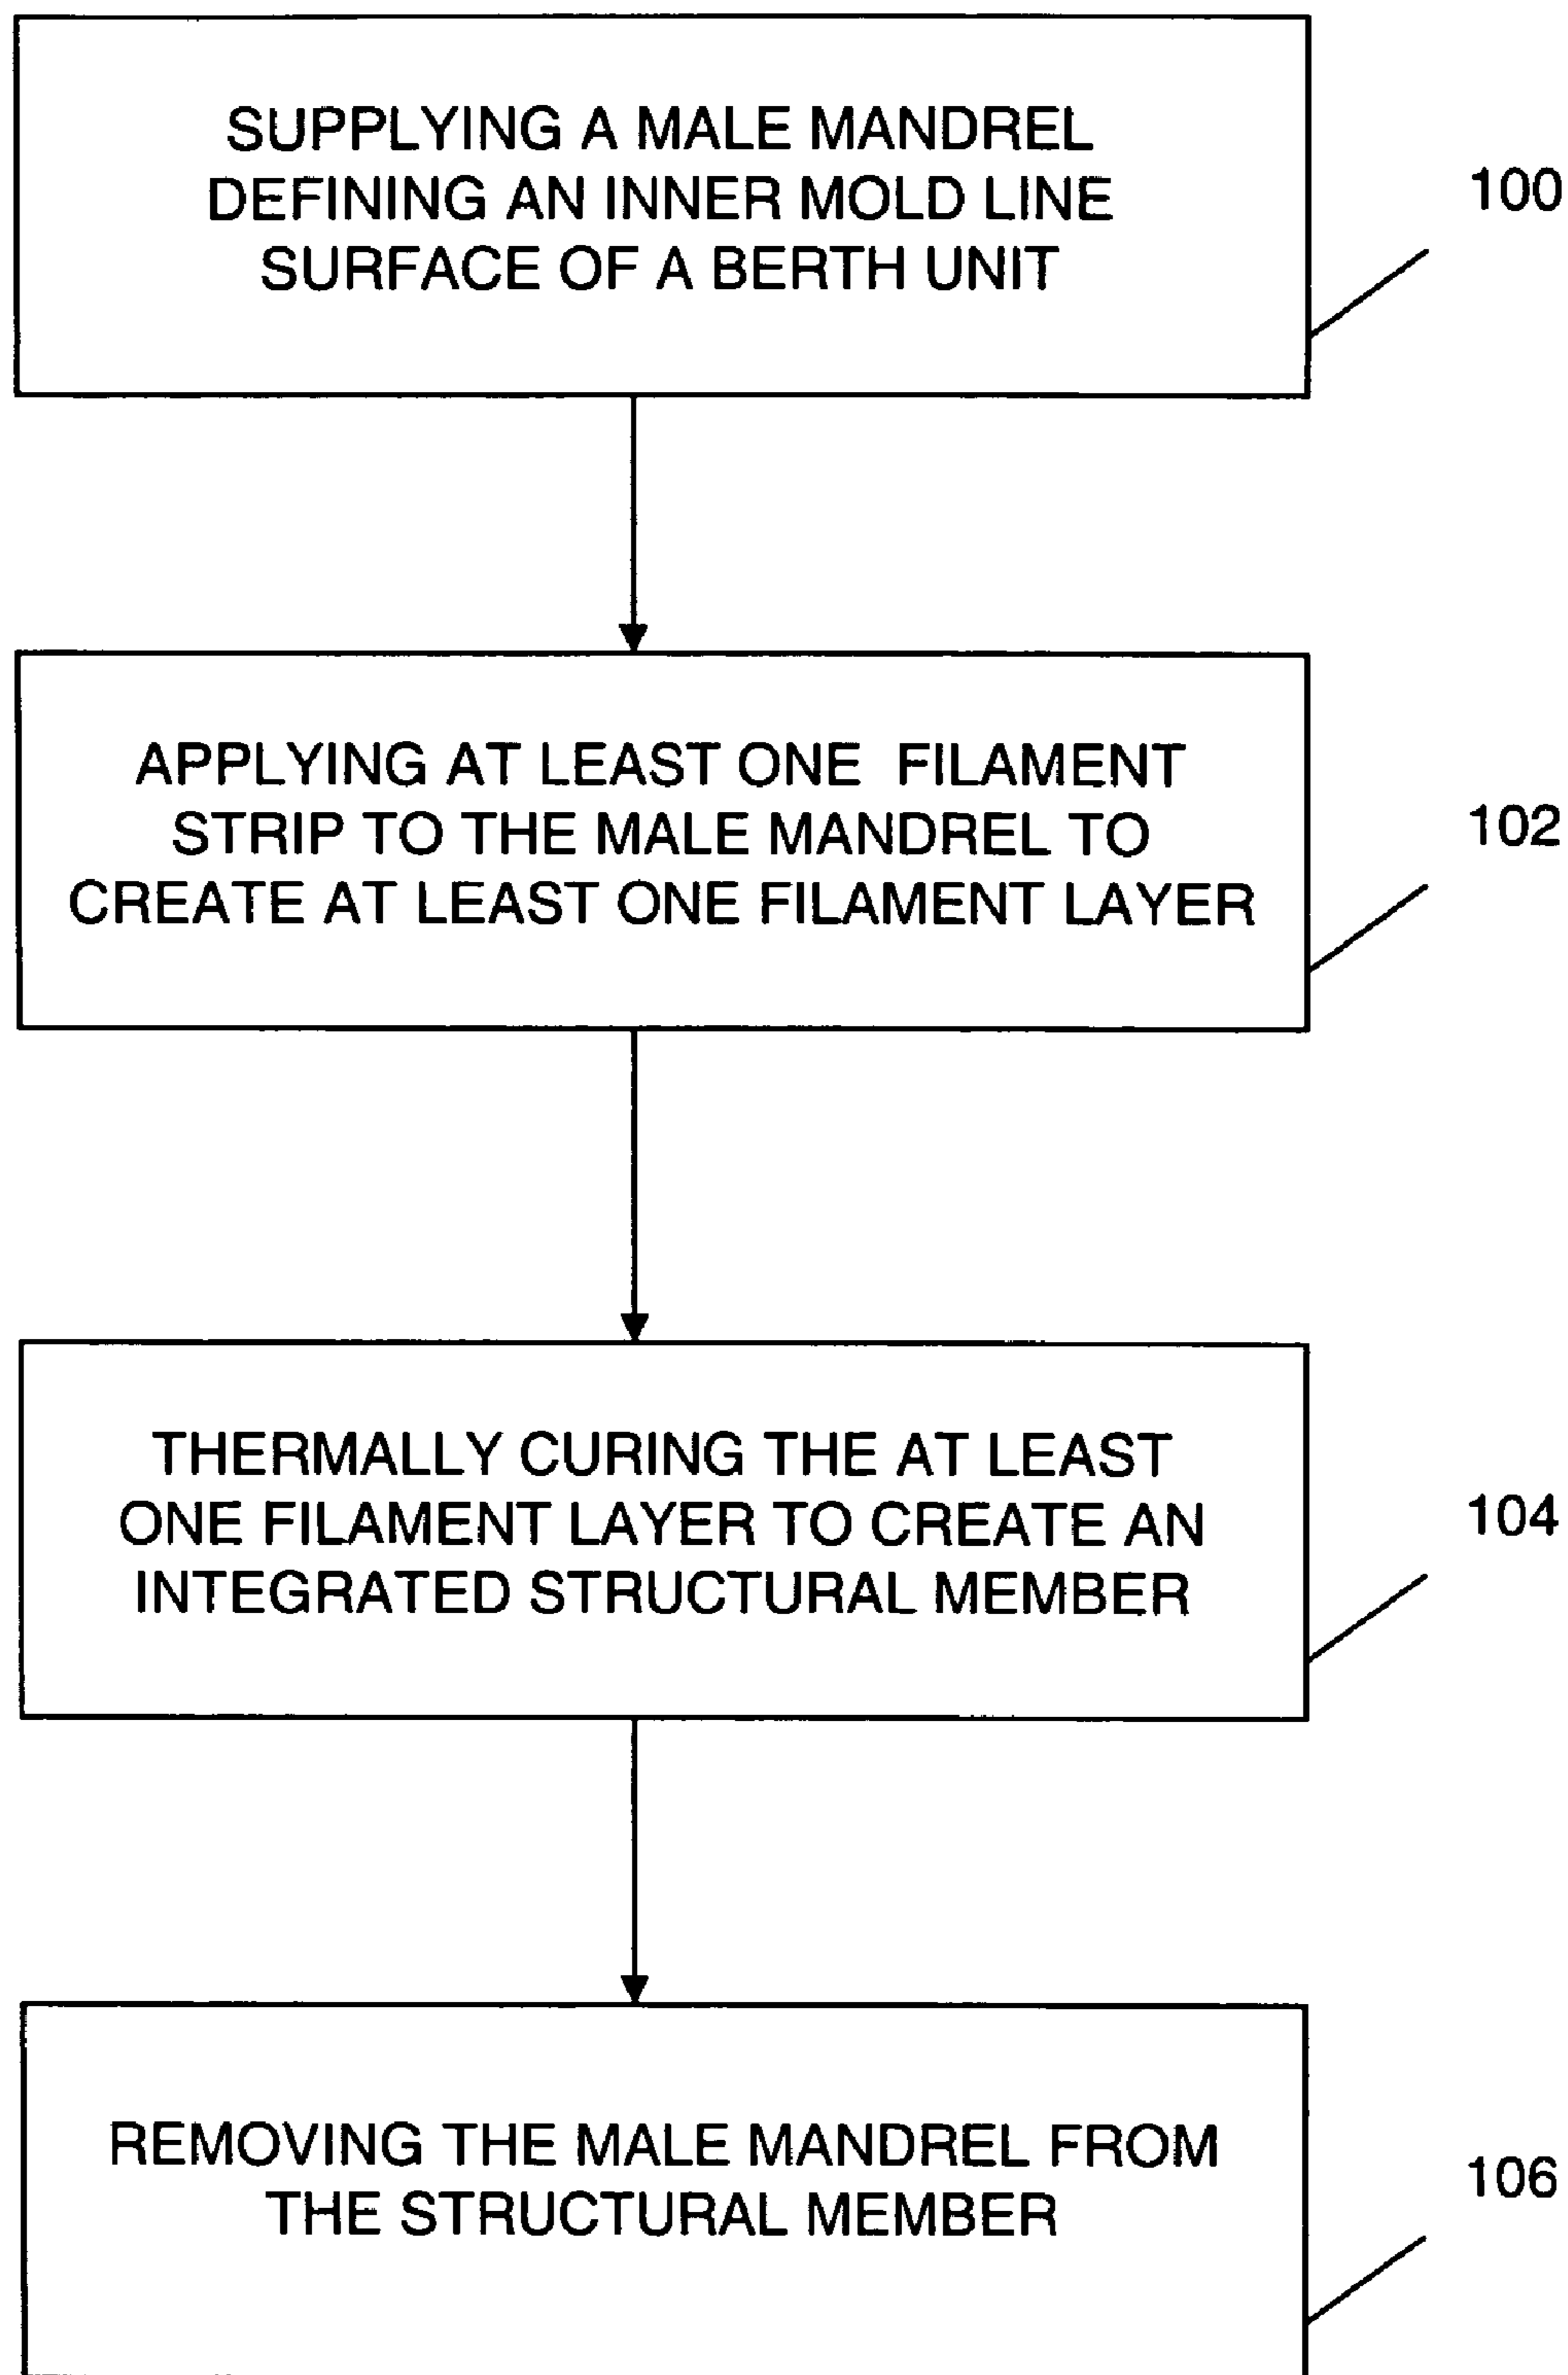 SUPPLYING A MALE MANDREL
DEFINING AN INNER MOLD LINE
SURFACE OF A BERTH UNIT
100
APPLYING AT LEAST ONE FILAMENT
STRIP TO THE MALE MANDREL TO
CREATE AT LEAST ONE FILAMENT LAYER
102
THERMALLY CURING THE AT LEAST
ONE FILAMENT LAYER TO CREATE AN
INTEGRATED STRUCTURAL MEMBER
104
REMOVING THE MALE MANDREL FROM
THE STRUCTURAL MEMBER
106